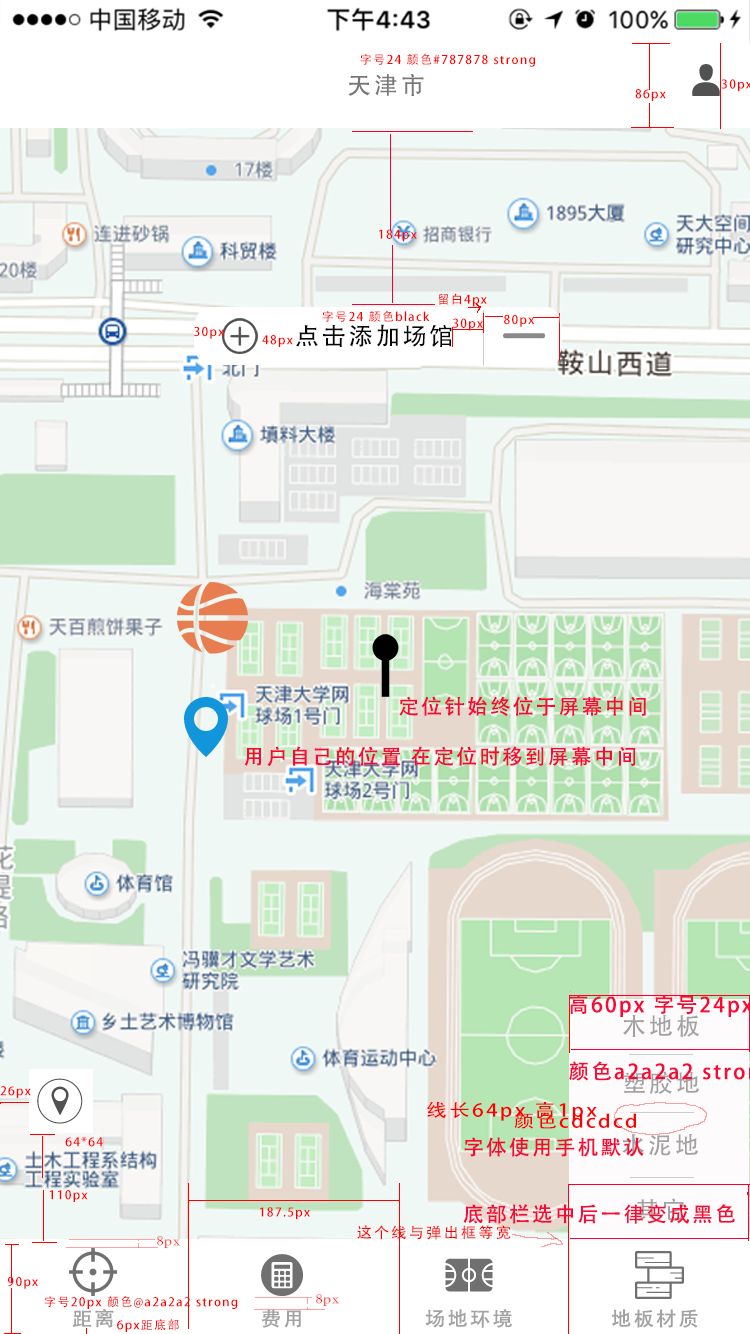 中国移动
下午4:43
100%
字号24 颜色#787878 strong
天津市
86px
30px
17楼
连进砂锅
科贸楼
20楼
184px
招商银行
1895大厦
天大空间
研究中心
留白4px
字号24 颜色black
30px
48px
点击添加场馆
30px
80px
北门
鞍山西道
填料大楼
海棠苑
天百煎饼果子
天津大学网
球场1号门
定位针始终位于屏幕中间
用户自己的位置 在定位时移到屏幕中间
天津大学网
球场2号门
体育馆
冯骥才文学艺术
研究院
乡土艺术博物馆
体育运动中心
高60px 字号24px
木地板
颜色a2a2a2 stron
塑胶地
26px
线长64px 高1px
颜色cdcdcd
64*64
字体使用手机默认
水泥地
土木工程系结构
工程实验室
110px
187.5px
底部栏选中后一律变成黑色
其它
这个线与弹出框等宽
8px
90px
字号20px 颜色@a2a2a2 strong
8px
6px距底部
距离
费用
场地环境
地板材质